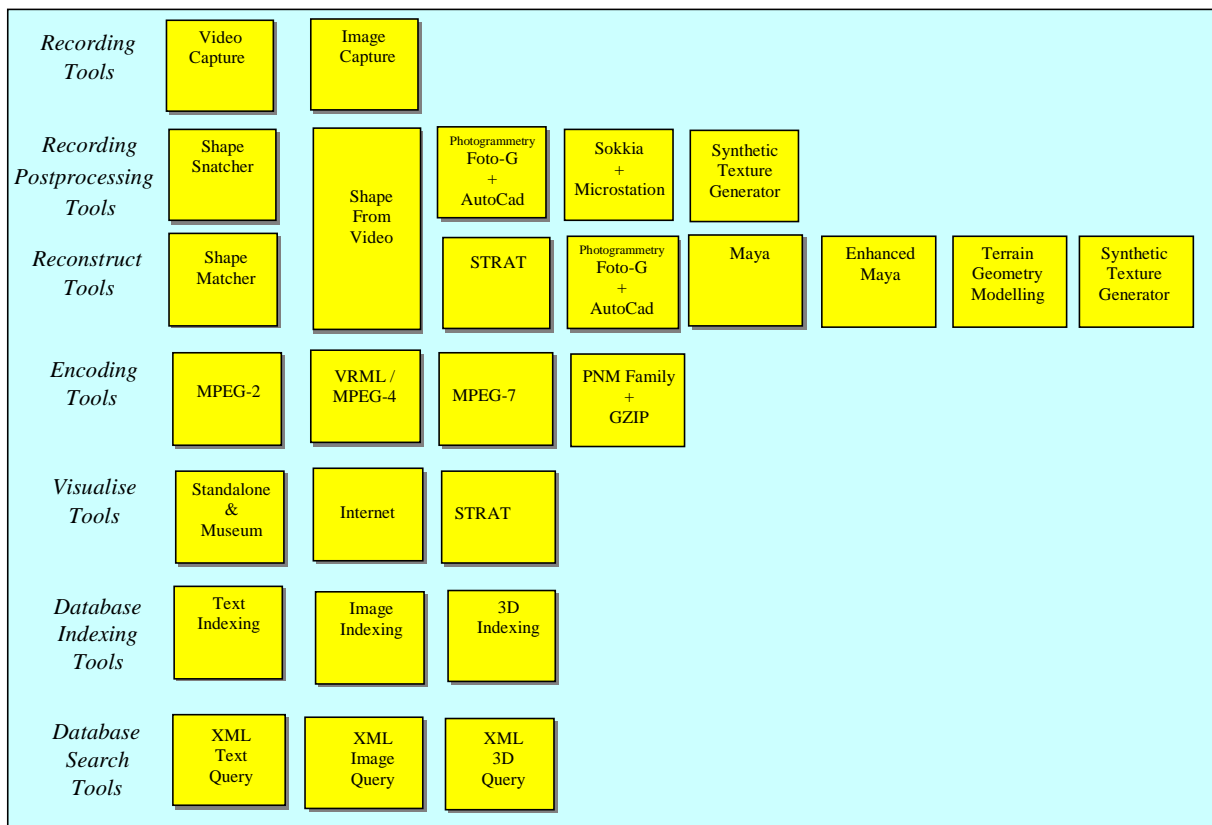 Recording
Tools
Video
Capture
Image
Capture
Recording
Postprocessing
Tools
Shape
Snatcher
Shape
From
Video
Photogrammetry
Foto-G
+
AutoCad
Sokkia
+
Microstation
Synthetic
Texture
Generator
Reconstruct
Tools
Shape
Matcher
STRAT
Photogrammetry
Foto-G
+
AutoCad
Maya
Enhanced
Maya
Terrain
Geometry
Modelling
Synthetic
Texture
Generator
Encoding
Tools
MPEG-2
VRML /
MPEG-4
MPEG-7
PNM Family
+
GZIP
Visualise
Tools
Standalone
&
Museum
Internet
STRAT
Database
Indexing
Tools
Text
Indexing
Image
Indexing
3D
Indexing
Database
Search
Tools
XML
Text
Query
XML
Image
Query
XML
3D
Query